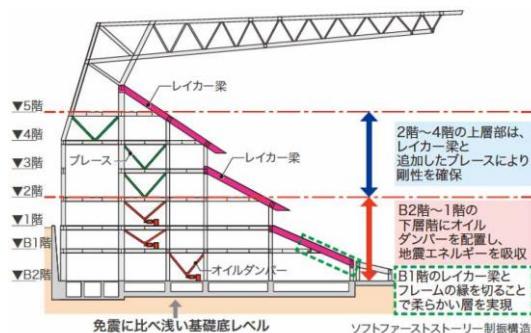 レイカー梁
▼5階
▼4階
ブレース
レイカー梁
▼3階
▼2階
▼1階
▼B1階
▼B2階
オイルダンパー
2階～4階の上層部は、
レイカー梁と
追加したブレースにより
剛性を確保
B2階～1階の
下層階にオイル
ダンパーを配置し、
地震エネルギーを吸収
B1階のレイカー梁と
フレームの縁を切ること
で柔らかい層を実現
免震に比べ浅い基礎底レベル
ソフトファーストストーリー制振構造